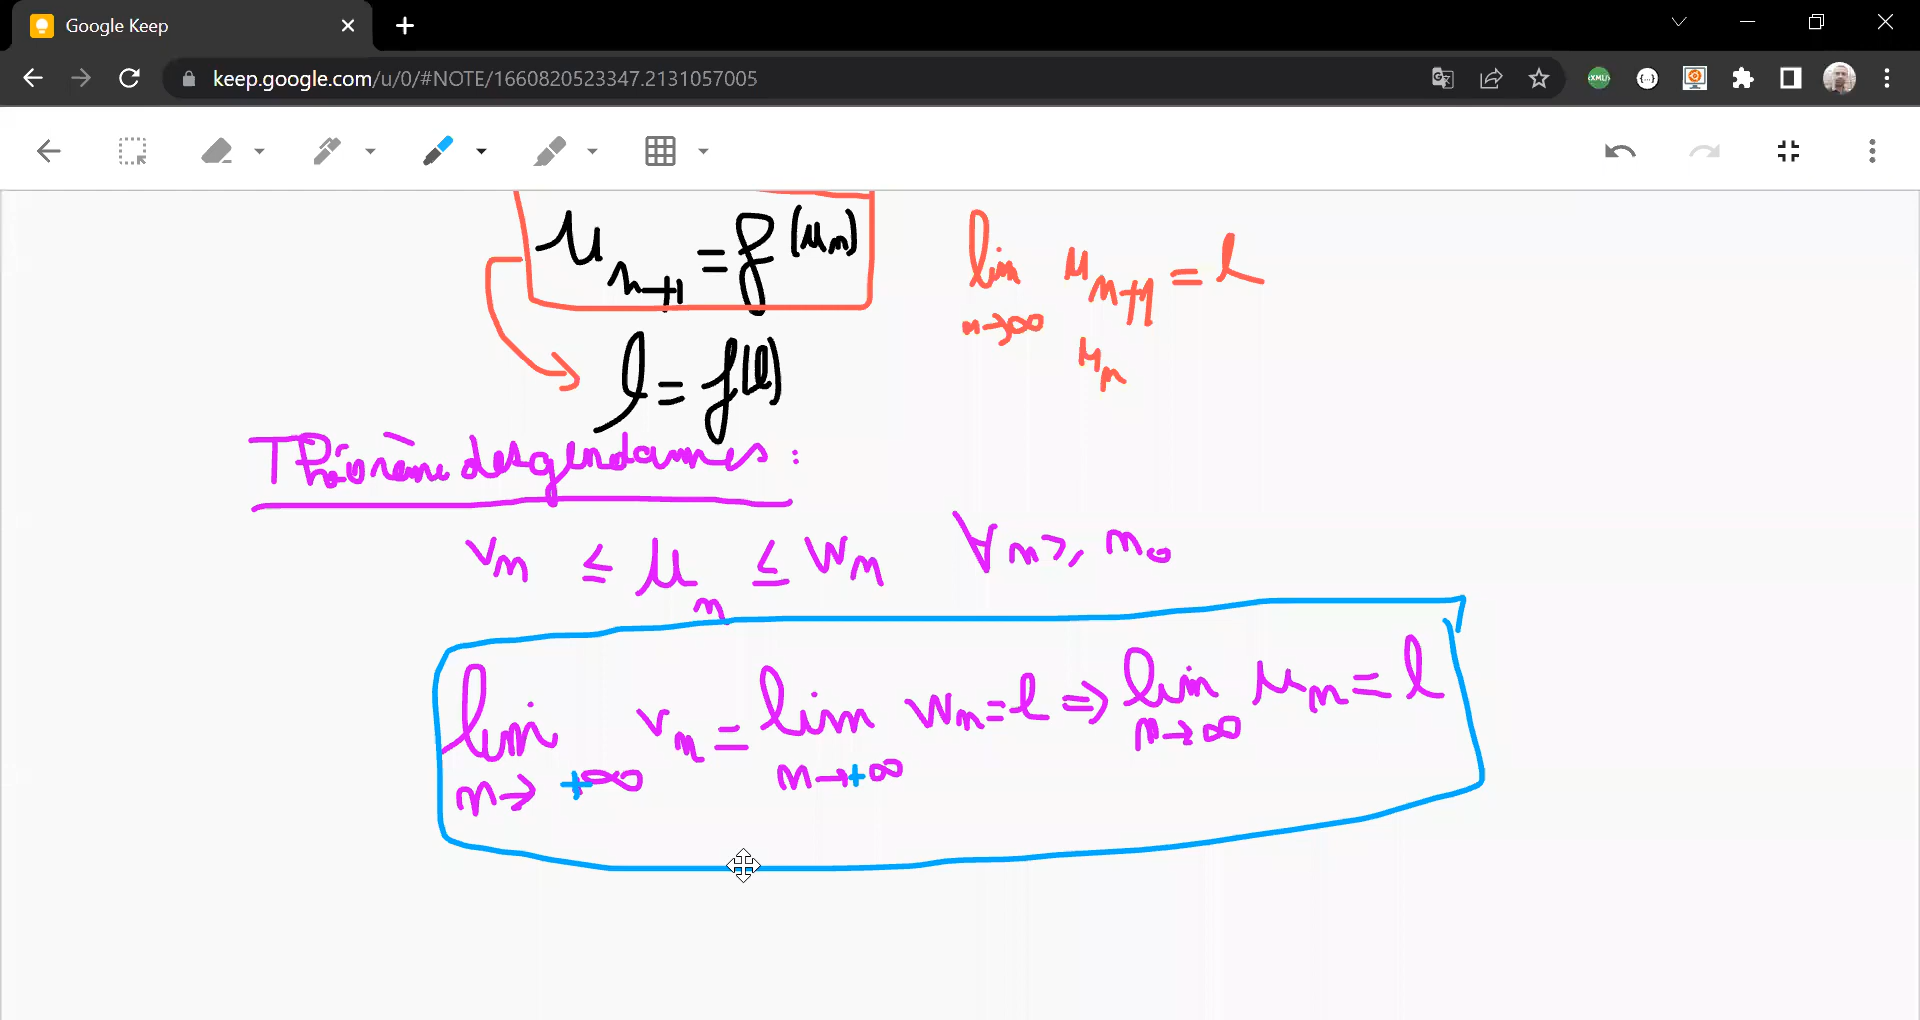 Google Keep
keep.google.com/u/0/#NOTE/1660820523347.2131057005
u_{n+1} = f(u_n)
lim u_{n+1} = l
n→∞
u_n
l = f(l)
Théorème des gendarmes :
v_n ≤ u_n ≤ w_n ∀n ≥ n_0
lim v_n = lim w_n = l ⇒ lim u_n = l
n→ +∞ n→+∞ n→∞